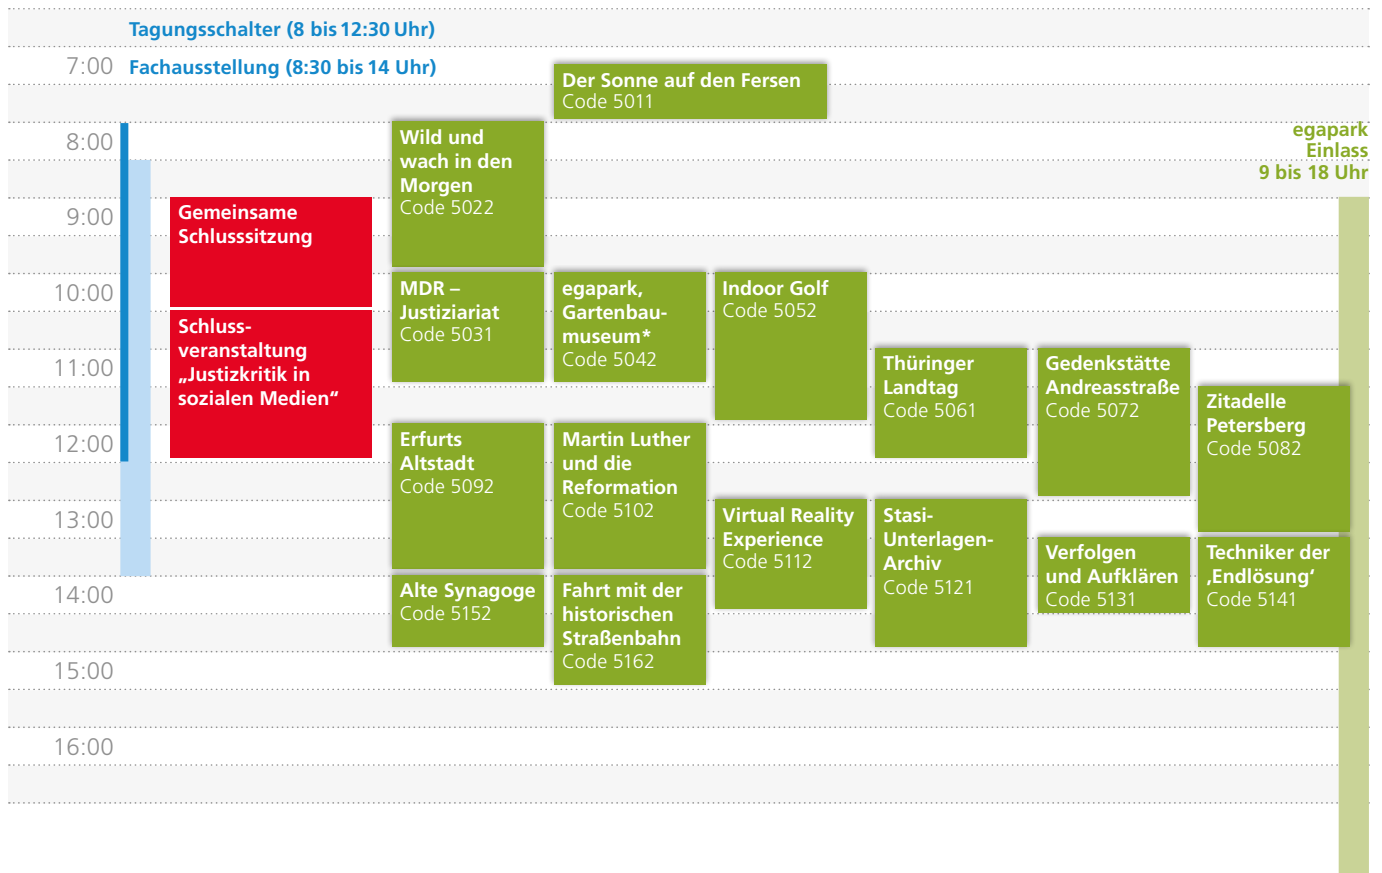 Tagungsschalter (8 bis 12:30 Uhr)
7:00
Fachausstellung (8:30 bis 14 Uhr)
Der Sonne auf den Fersen
Code 5011
8:00
egapark
Einlass
9 bis 18 Uhr
Wild und
wach in den
Morgen
Code 5022
9:00
Gemeinsame
Schlusssitzung
10:00
MDR –
Justiziariat
Code 5031
egapark,
Gartenbau-
museum*
Code 5042
Indoor Golf
Code 5052
Schluss-
veranstaltung
„Justizkritik in
sozialen Medien“
11:00
Thüringer
Landtag
Code 5061
Gedenkstätte
Andreasstraße
Code 5072
Zitadelle
Petersberg
Code 5082
12:00
Erfurts
Altstadt
Code 5092
Martin Luther
und die
Reformation
Code 5102
13:00
Virtual Reality
Experience
Code 5112
Stasi-
Unterlagen-
Archiv
Code 5121
Verfolgen
und Aufklären
Code 5131
Techniker der
‚Endlösung‘
Code 5141
14:00
Alte Synagoge
Code 5152
Fahrt mit der
historischen
Straßenbahn
Code 5162
15:00
16:00